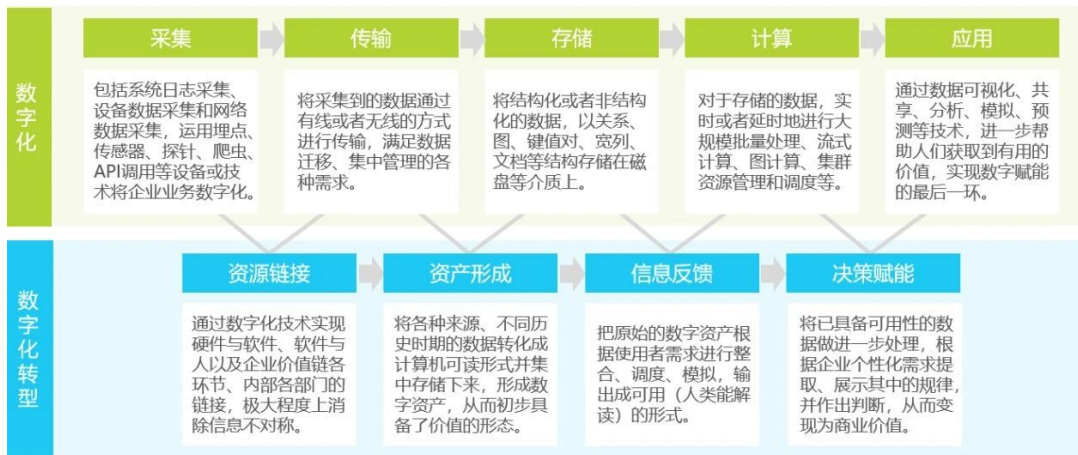 数字化
采集
包括系统日志采集、
设备数据采集和网络
数据采集，运用埋点、
传感器、探针、爬虫、
API调用等设备或技
术将企业业务数字化。
传输
将采集到的数据通过
有线或者无线的方式
进行传输，满足数据
迁移、集中管理的各
种需求。
存储
将结构化或者非结构
化的数据，以关系、
图、键值对、宽列、
文档等结构存储在磁
盘等介质上。
计算
对于存储的数据，实
时或者延时地进行大
规模批量处理、流式
计算、图计算、集群
资源管理和调度等。
应用
通过数据可视化、共
享、分析、模拟、预
测等技术，进一步帮
助人们获取到有用的
价值，实现数字赋能
的最后一环。
数字化转型
资源链接
通过数字化技术实现
硬件与软件、软件与
人以及企业价值链各
环节、内部各部门的
链接，极大程度上消
除信息不对称。
资产形成
将各种来源、不同历
史时期的数据转化成
计算机可读形式并集
中存储下来，形成数
字资产，从而初步具
备了价值的形态。
信息反馈
把原始的数字资产根
据使用者需求进行整
合、调度、模拟，输
出成可用（人类能解
读）的形式。
决策赋能
将已具备可用性的数
据做进一步处理，根
据企业个性化需求提
取、展示其中的规律，
并作出判断，从而变
现为商业价值。